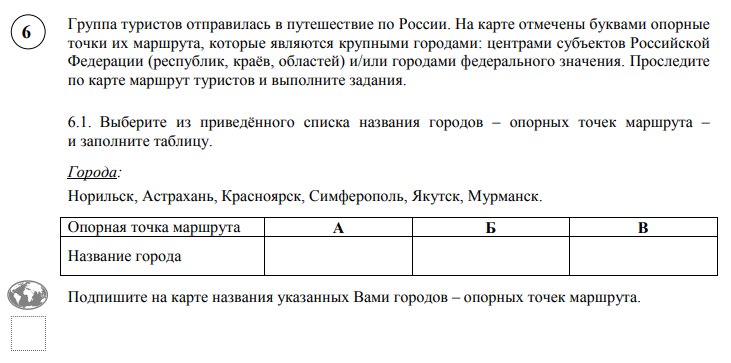 6
Группа туристов отправилась в путешествие по России. На карте отмечены буквами опорные
точки их маршрута, которые являются крупными городами: центрами субъектов Российской
Федерации (республик, краёв, областей) и/или городами федерального значения. Проследите
по карте маршрут туристов и выполните задания.
6.1. Выберите из приведённого списка названия городов – опорных точек маршрута –
и заполните таблицу.
Города:
Норильск, Астрахань, Красноярск, Симферополь, Якутск, Мурманск.
Опорная точка маршрута А Б В
Название города
Подпишите на карте названия указанных Вами городов – опорных точек маршрута.